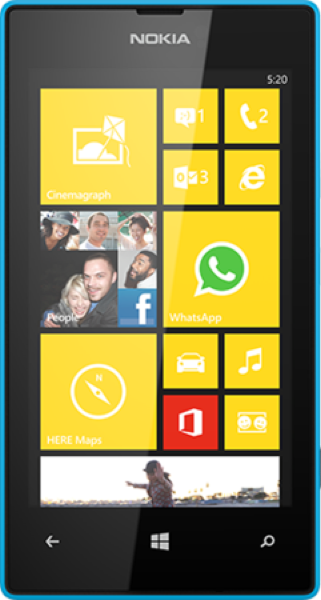 NOKIA
5:20
1
2
Cinemagraph
O
3
People
f
WhatsApp
HERE Maps
N